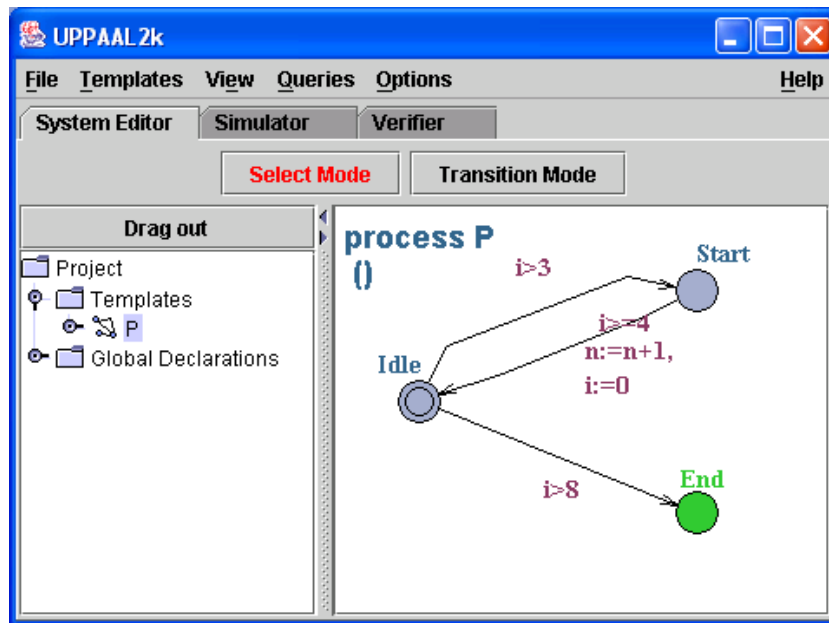 UPPAAL2k
File Templates View Queries Options Help
System Editor Simulator Verifier
Select Mode Transition Mode
Drag out
Project
Templates
P
Global Declarations
process P
()
Start
i>3
i>=4
n:=n+1,
i:=0
Idle
End
i>8